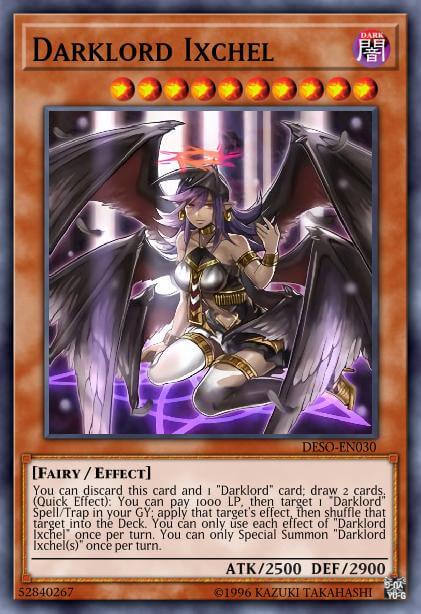 DARKLORD IXCHEL
DARK
闇
DESO-EN030
[FAIRY / EFFECT]
You can discard this card and 1 "Darklord" card; draw 2 cards.
(Quick Effect): You can pay 1000 LP, then target 1 "Darklord"
Spell/Trap in your GY; apply that target's effect, then shuffle that
target into the Deck. You can only use each effect of "Darklord
Ixchel" once per turn. You can only Special Summon "Darklord
Ixchel(s)" once per turn.
ATK/2500 DEF/2900
52840267
©1996 KAZUKI TAKAHASHI